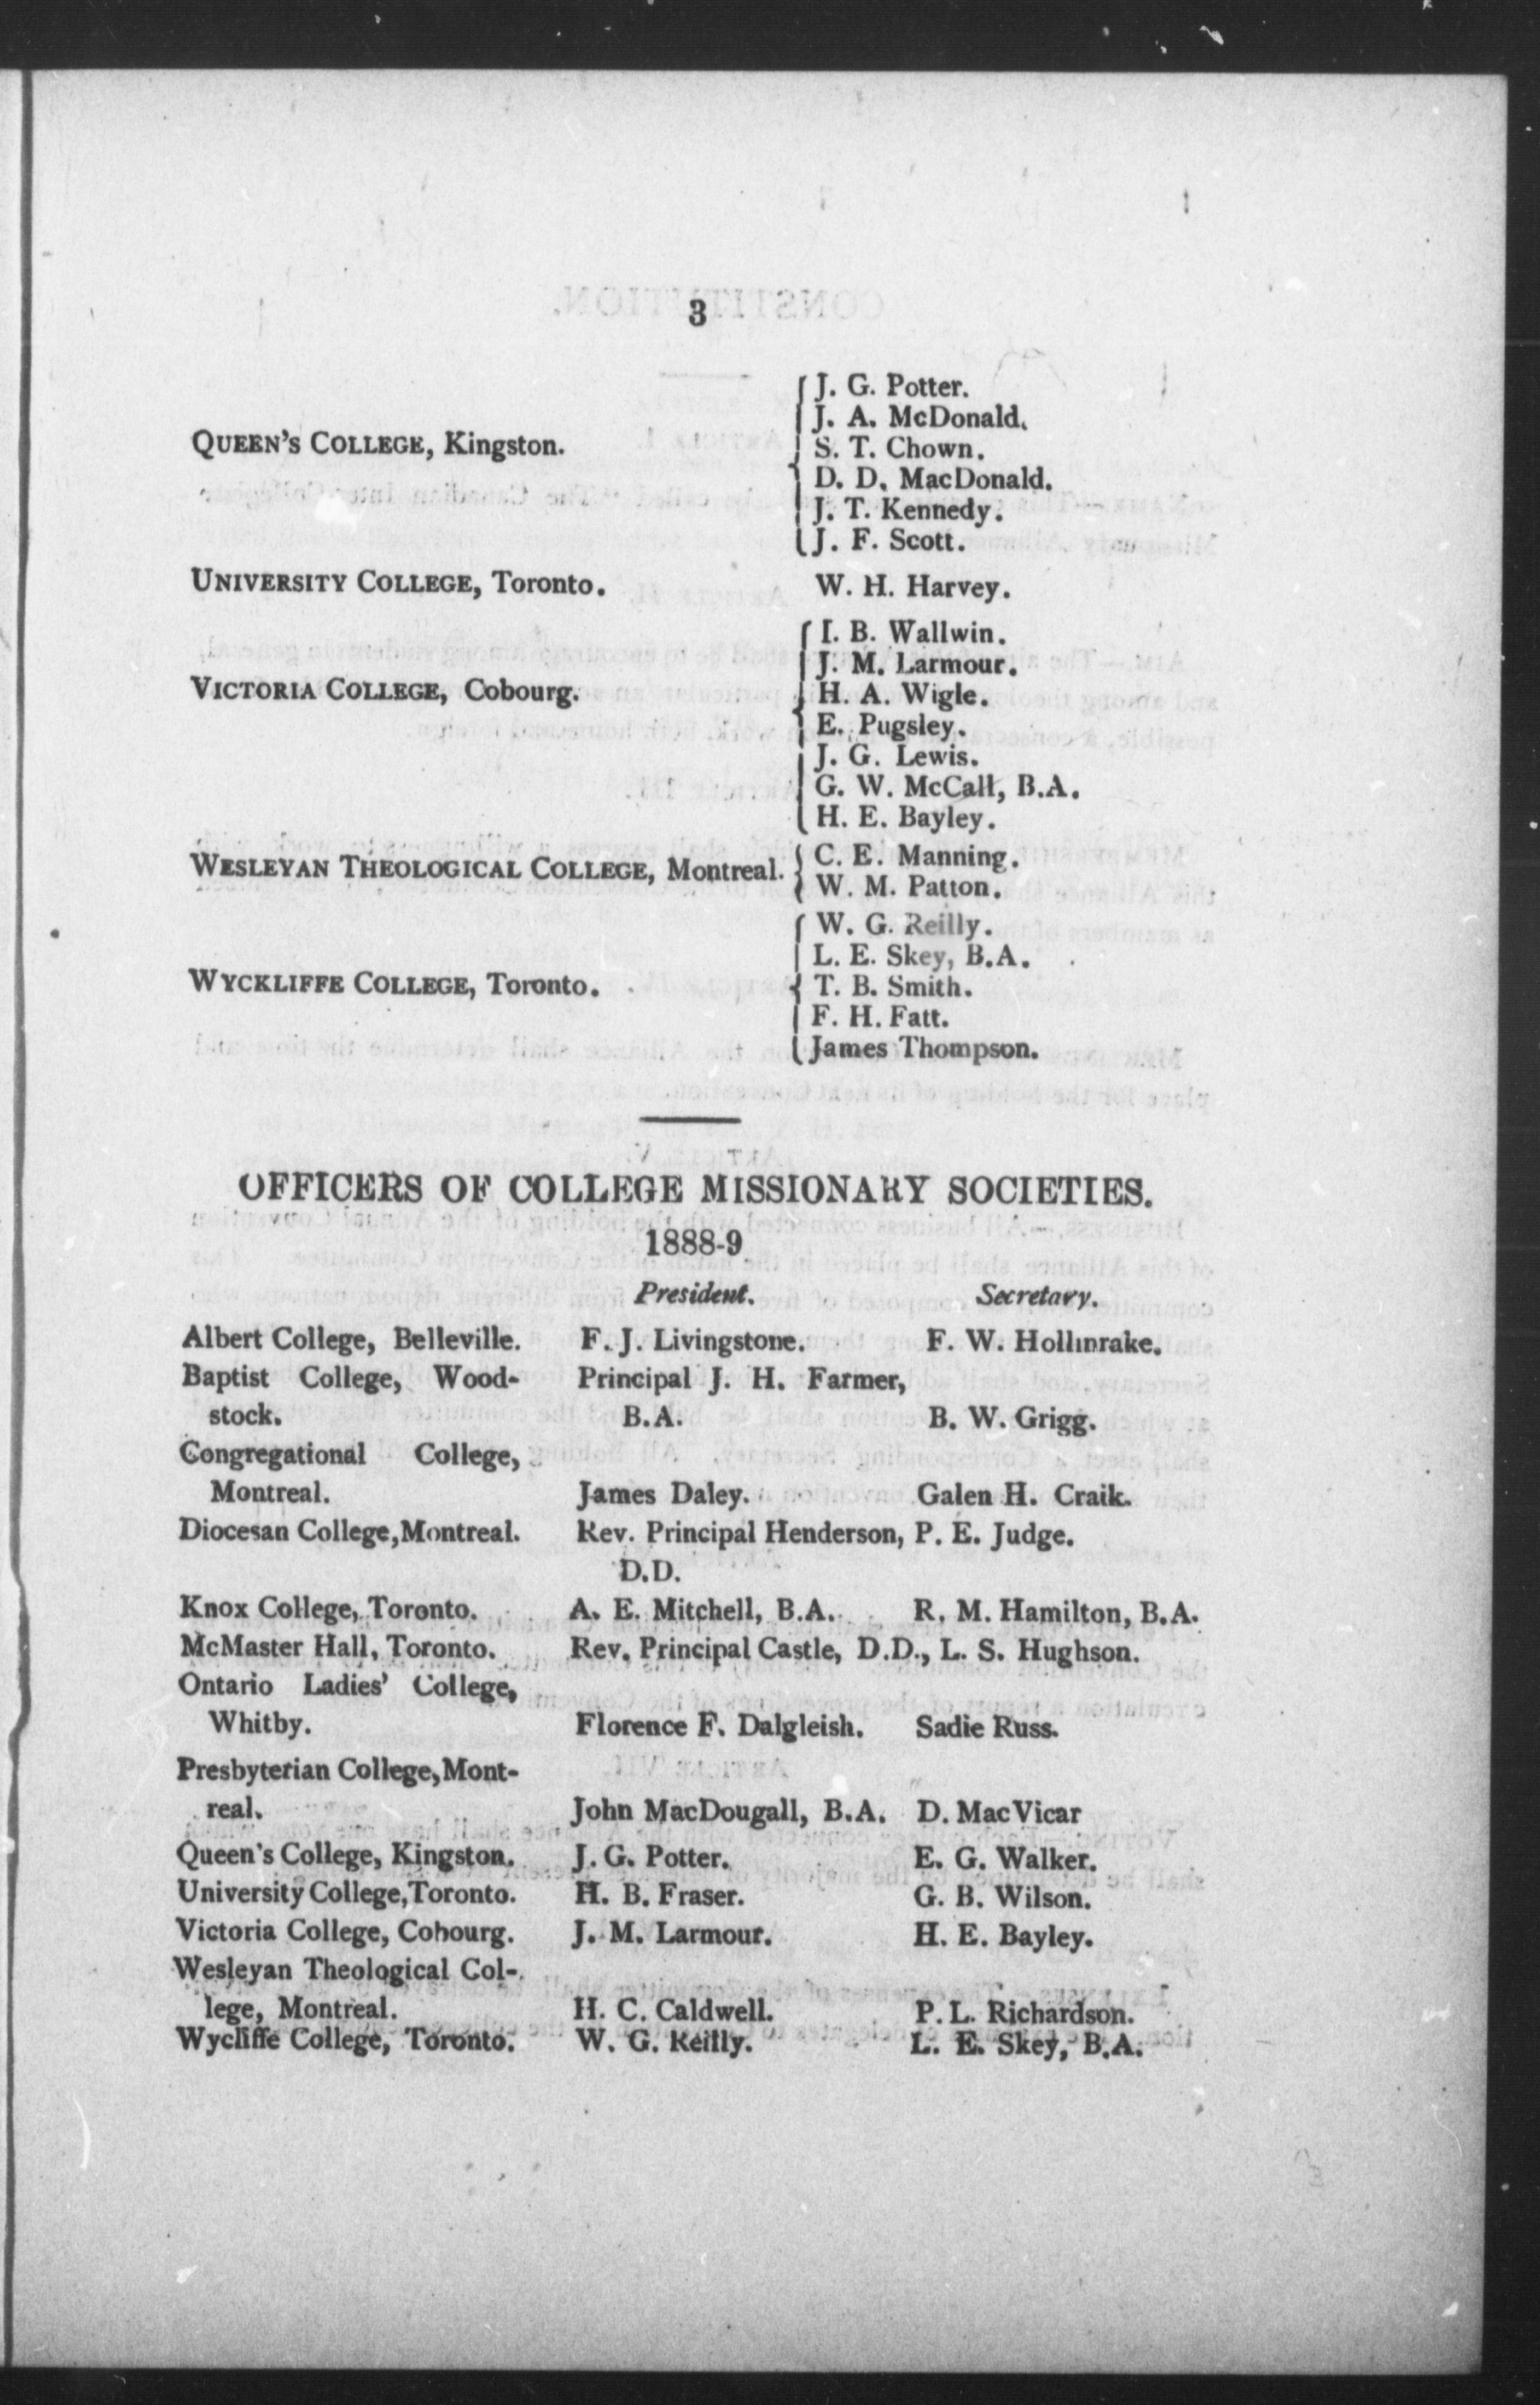 3
J. G. Potter.
J. A. McDonald.
QUEEN'S COLLEGE, Kingston. S. T. Chown.
D. D. MacDonald.
J. T. Kennedy.
J. F. Scott.
UNIVERSITY COLLEGE, Toronto. W. H. Harvey.
I. B. Wallwin.
J. M. Larmour.
VICTORIA COLLEGE, Cobourg. H. A. Wigle.
E. Pugsley.
J. G. Lewis.
G. W. McCall, B.A.
H. E. Bayley.
WESLEYAN THEOLOGICAL COLLEGE, Montreal. C. E. Manning.
W. M. Patton.
W. G. Reilly.
L. E. Skey, B.A.
WYCKLIFFE COLLEGE, Toronto. T. B. Smith.
F. H. Fatt.
James Thompson.
OFFICERS OF COLLEGE MISSIONARY SOCIETIES.
1888-9
President. Secretary.
Albert College, Belleville. F. J. Livingstone. F. W. Hollinrake.
Baptist College, Wood- Principal J. H. Farmer,
stock. B.A. B. W. Grigg.
Congregational College,
Montreal. James Daley. Galen H. Craik.
Diocesan College, Montreal. Rev. Principal Henderson, P. E. Judge.
D.D.
Knox College, Toronto. A. E. Mitchell, B.A. R. M. Hamilton, B.A.
McMaster Hall, Toronto. Rev. Principal Castle, D.D., L. S. Hughson.
Ontario Ladies' College,
Whitby. Florence F. Dalgleish. Sadie Russ.
Presbyterian College, Mont-
real. John MacDougall, B.A. D. MacVicar
Queen's College, Kingston. J. G. Potter. E. G. Walker.
University College, Toronto. H. B. Fraser. G. B. Wilson.
Victoria College, Cobourg. J. M. Larmour. H. E. Bayley.
Wesleyan Theological Col-
lege, Montreal. H. C. Caldwell. P. L. Richardson.
Wycliffe College, Toronto. W. G. Reilly. L. E. Skey, B.A.